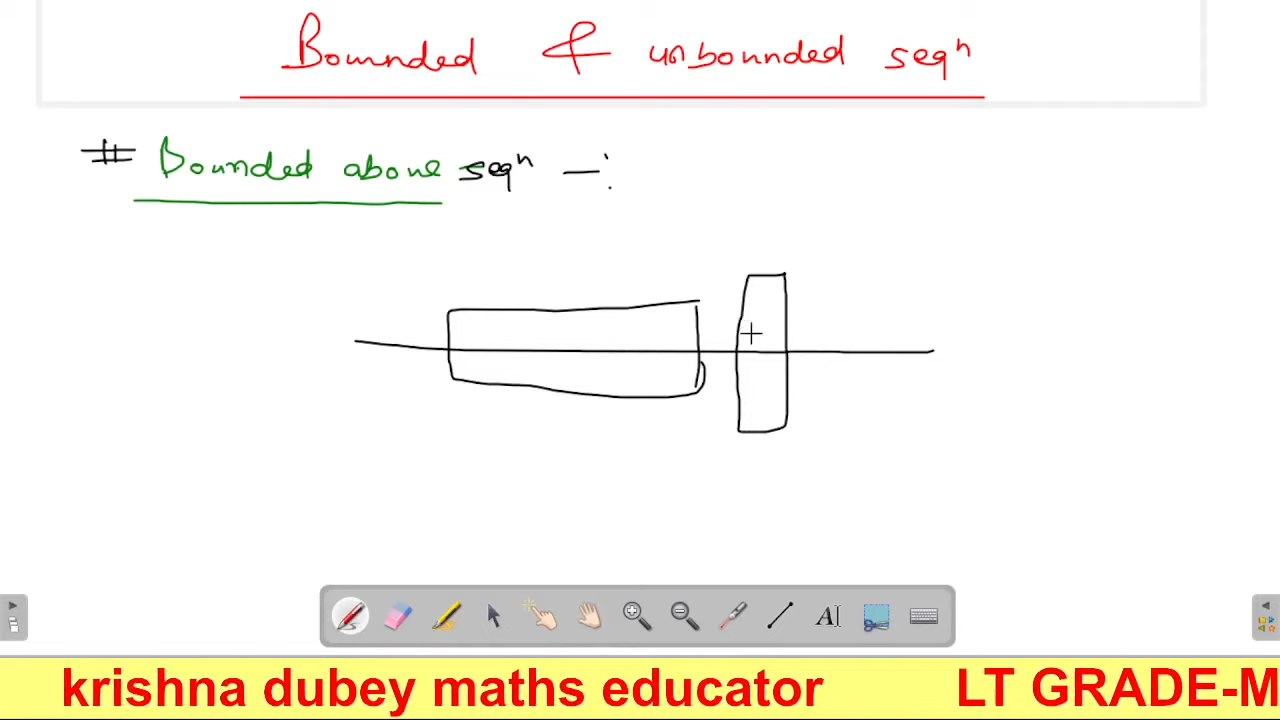 Bounded & unbounded seqⁿ
# Bounded above seqⁿ —:
krishna dubey maths educator LT GRADE-M